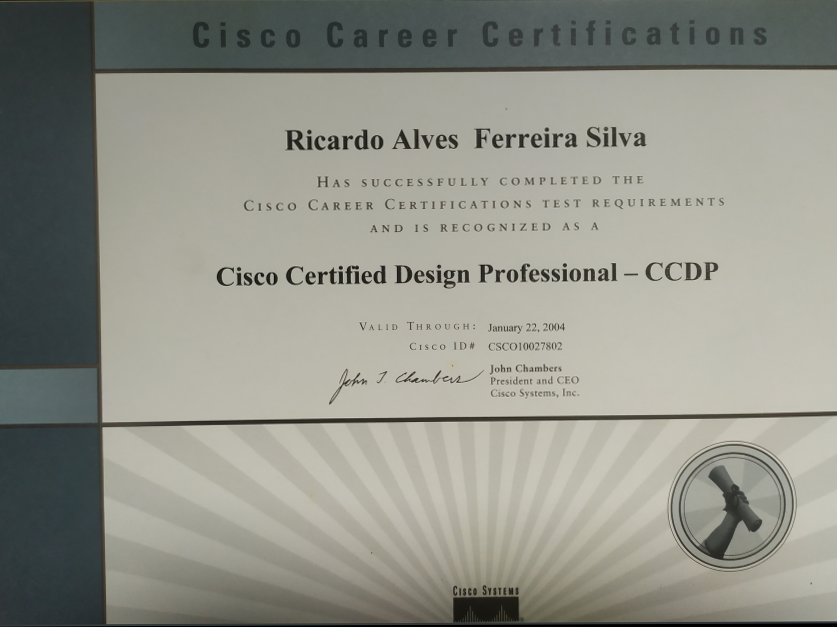 Cisco Career Certifications
Ricardo Alves Ferreira Silva
HAS SUCCESSFULLY COMPLETED THE
CISCO CAREER CERTIFICATIONS TEST REQUIREMENTS
AND IS RECOGNIZED AS A
Cisco Certified Design Professional – CCDP
VALID THROUGH: January 22, 2004
CISCO ID# CSCO10027802
John T. Chambers
John Chambers
President and CEO
Cisco Systems, Inc.
CISCO SYSTEMS